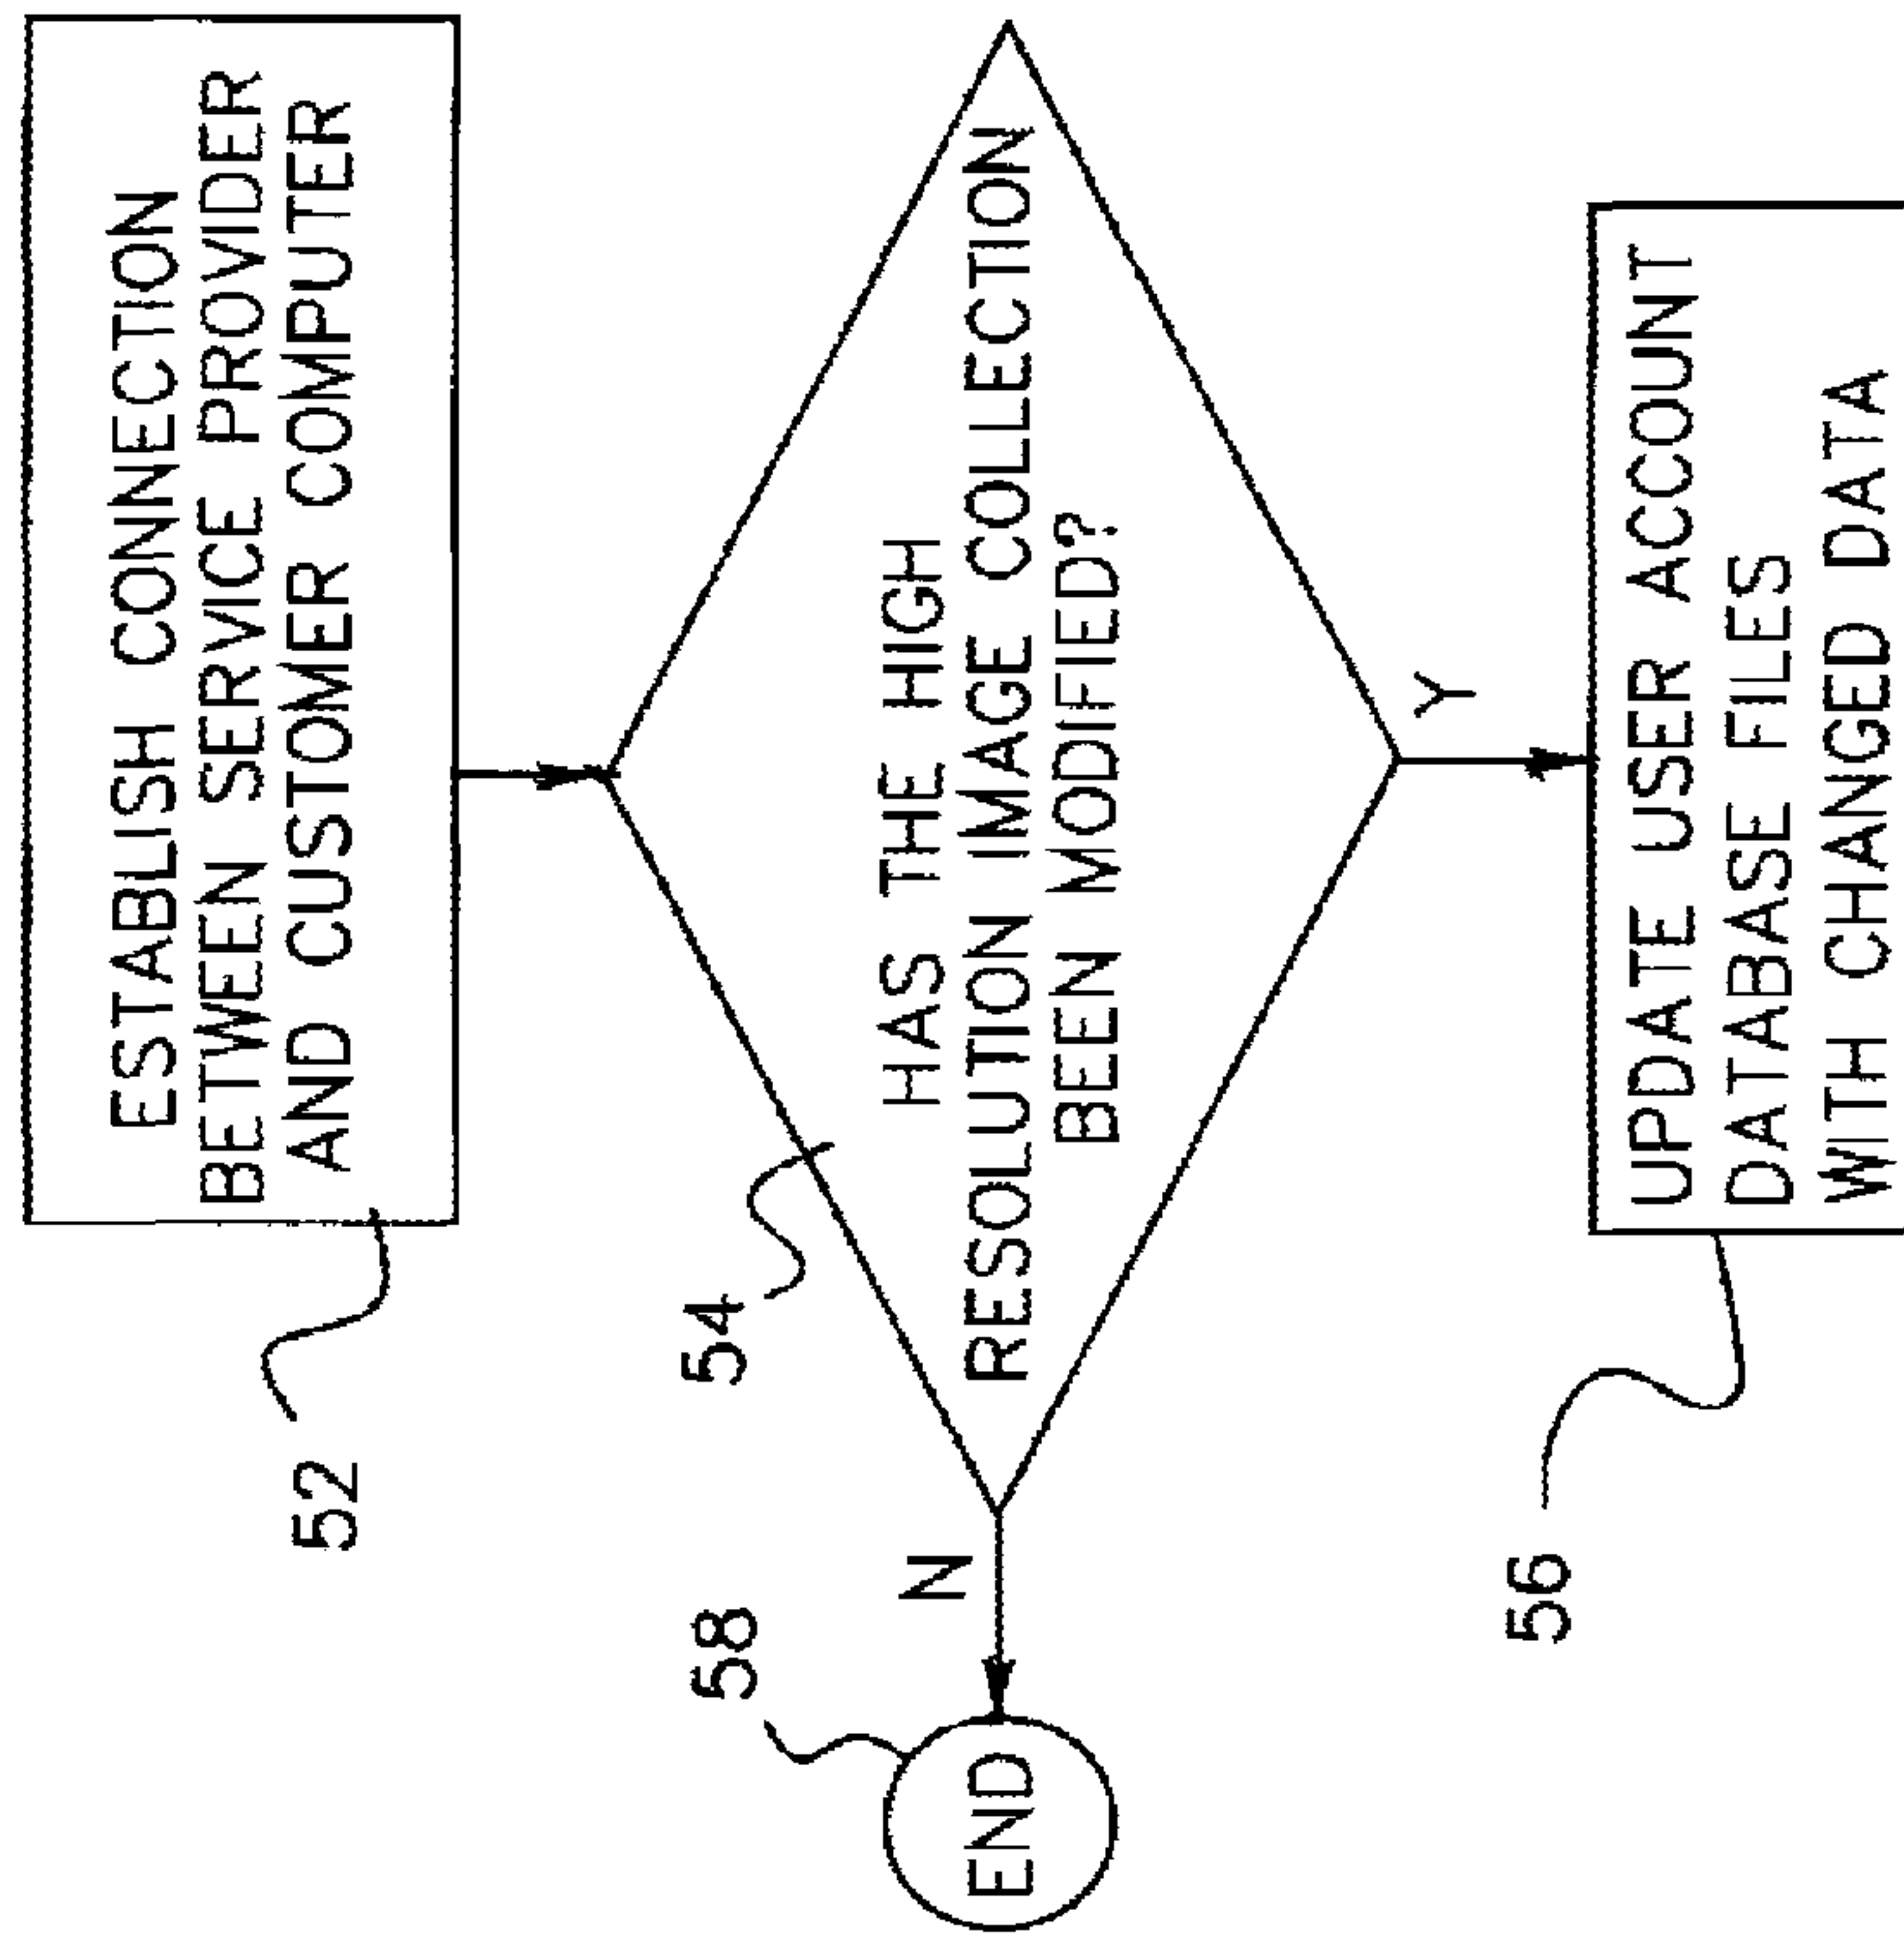 52
ESTABLISH CONNECTION
BETWEEN SERVICE PROVIDER
AND CUSTOMER COMPUTER
54
HAS THE HIGH
RESOLUTION IMAGE COLLECTION
BEEN MODIFIED?
N
58
END
Y
56
UPDATE USER ACCOUNT
DATABASE FILES
WITH CHANGED DATA